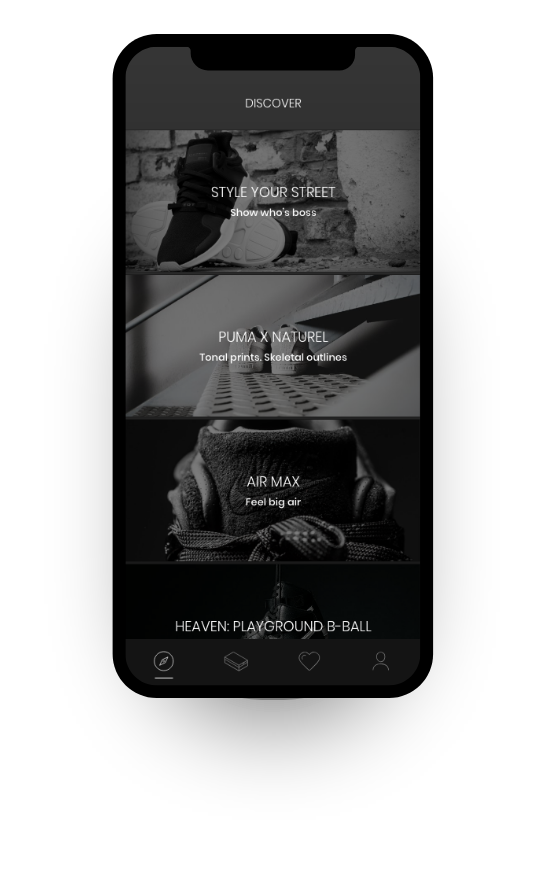 DISCOVER
STYLE YOUR STREET
Show who's boss
PUMA X NATUREL
Tonal prints. Skeletal outlines
AIR MAX
Feel big air
HEAVEN: PLAYGROUND B-BALL